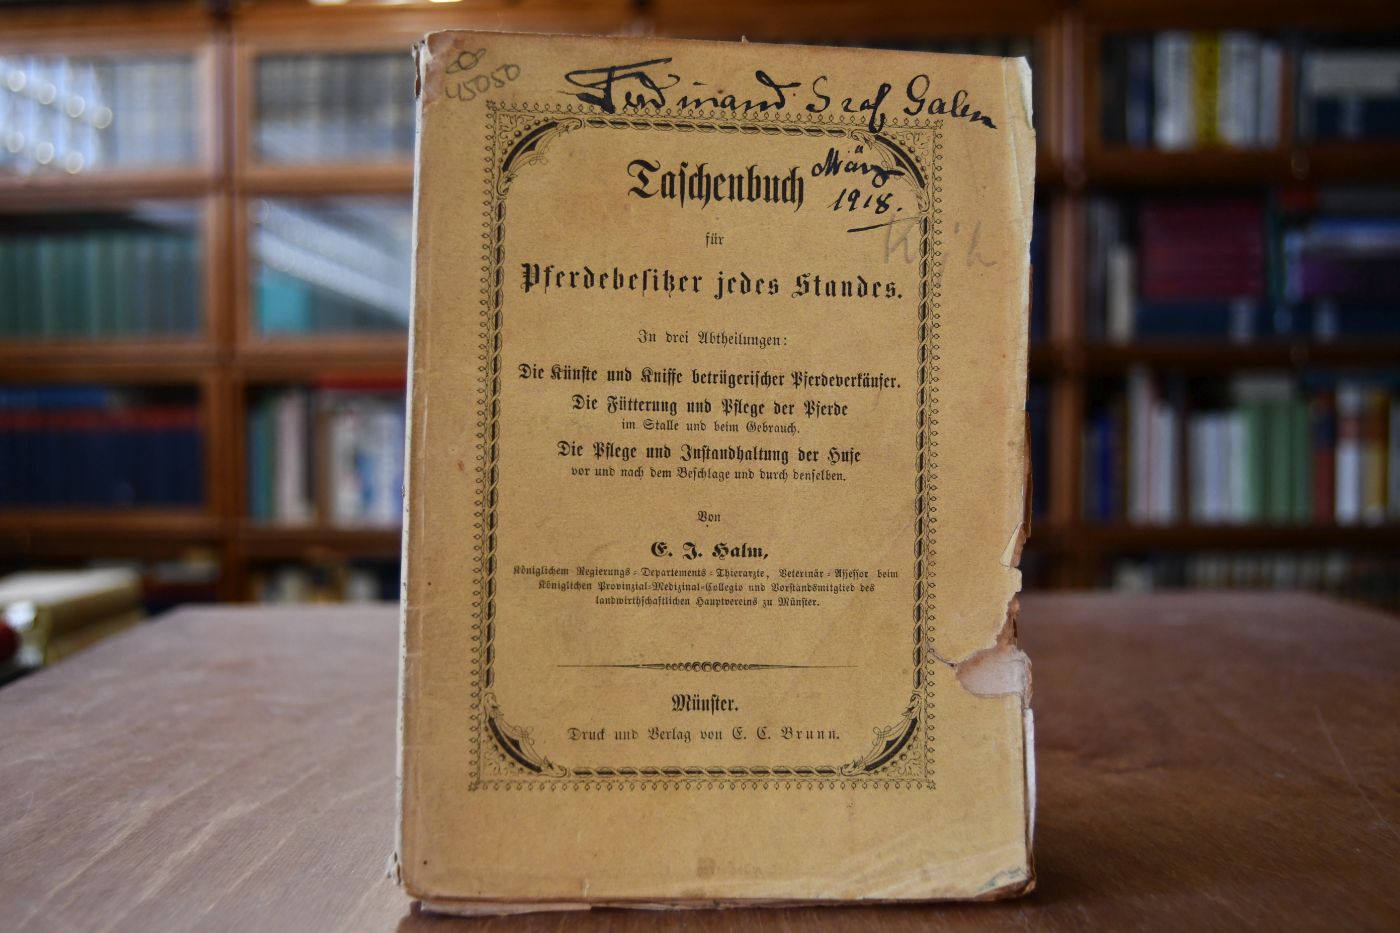 45050
Ferdinand Graf Galen
März
1918.
Taschenbuch
für
Pferdebesitzer jedes Standes.
In drei Abtheilungen:
Die Künste und Kniffe betrügerischer Pferdeverkäufer.
Die Fütterung und Pflege der Pferde
im Stalle und beim Gebrauch.
Die Pflege und Instandhaltung der Hufe
vor und nach dem Beschlage und durch denselben.
Von
E. J. Halm,
Königlichem Regierungs-Departements-Thierarzte, Veterinär-Assessor beim
Königlichen Provinzial-Medizinal-Collegio und Vorstandsmitglied des
landwirthschaftlichen Hauptvereins zu Münster.
Münster.
Druck und Verlag von E. C. Brunn.